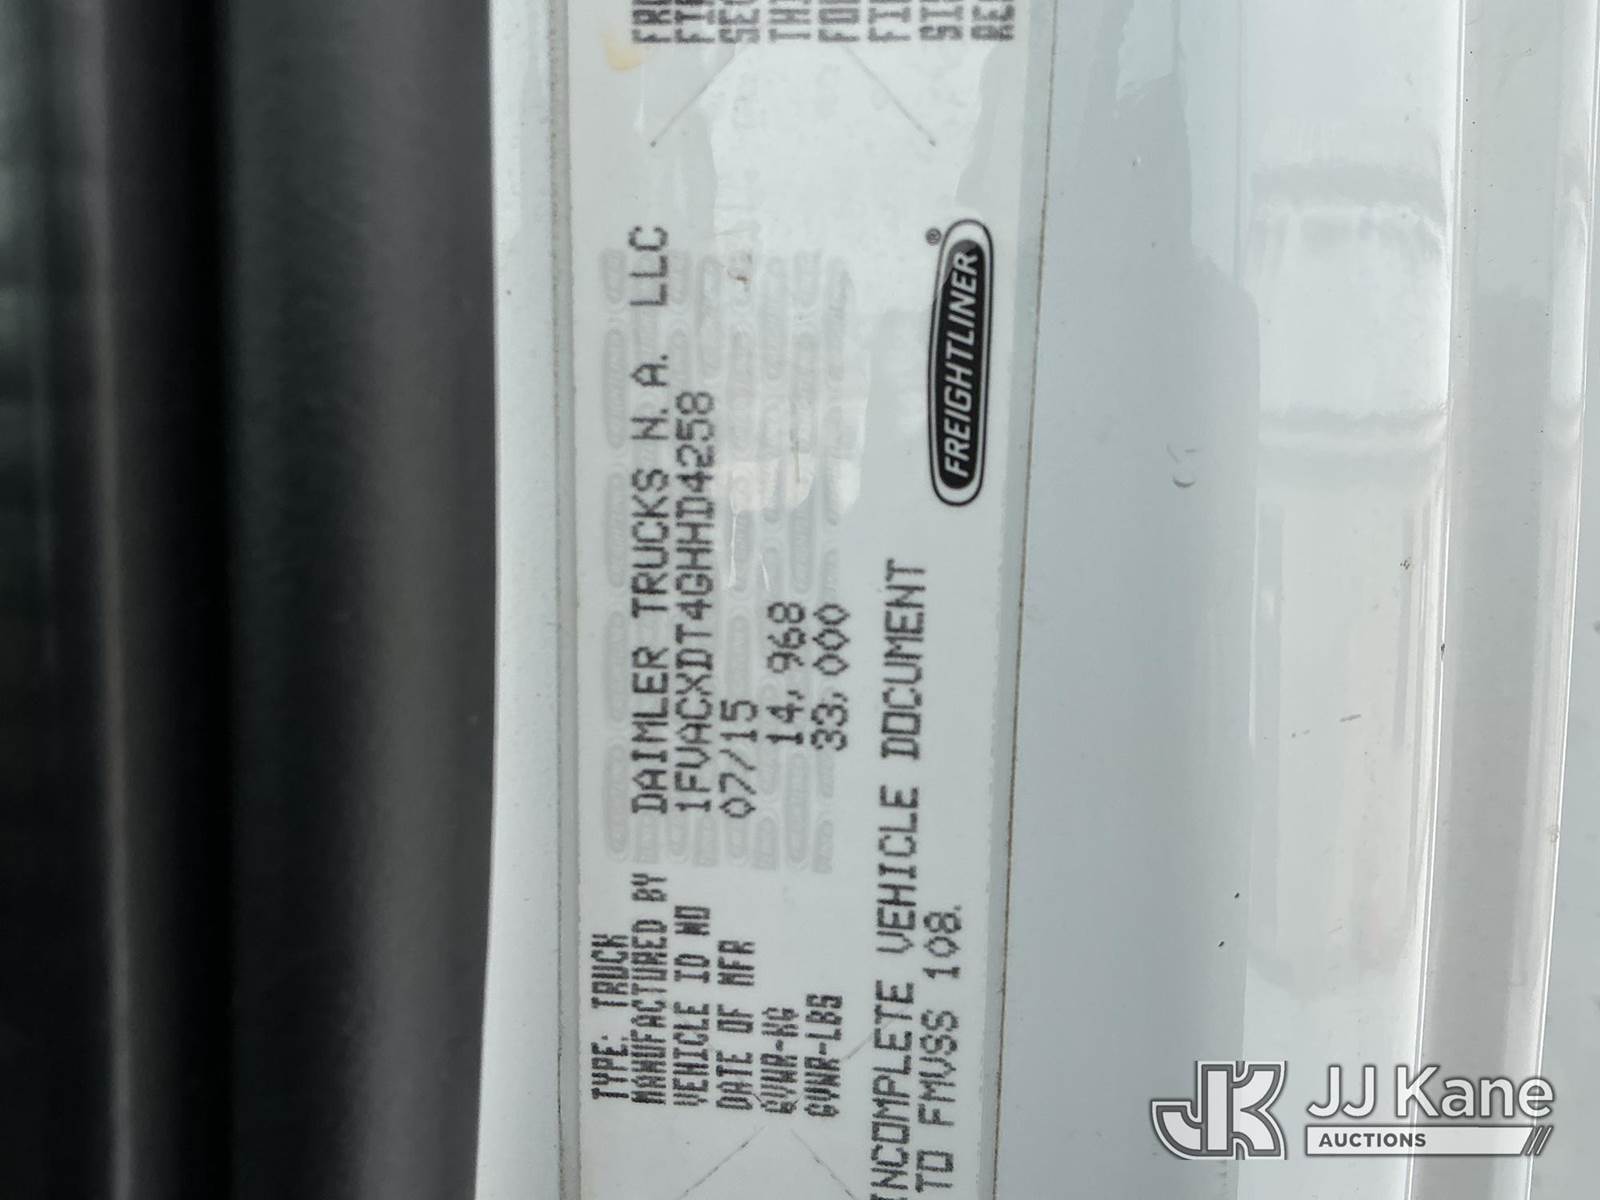 TYPE: TRUCK
MANUFACTURED BY DAIMLER TRUCKS N. A. LLC
VEHICLE ID NO 1FVACXDT4GHHD4258
DATE OF MFR 07/15
GVWR-KG 14,968
GVWR-LBS 33,000
INCOMPLETE VEHICLE DOCUMENT
TO FMVSS 108.
FREIGHTLINER®
JK JJ Kane
AUCTIONS